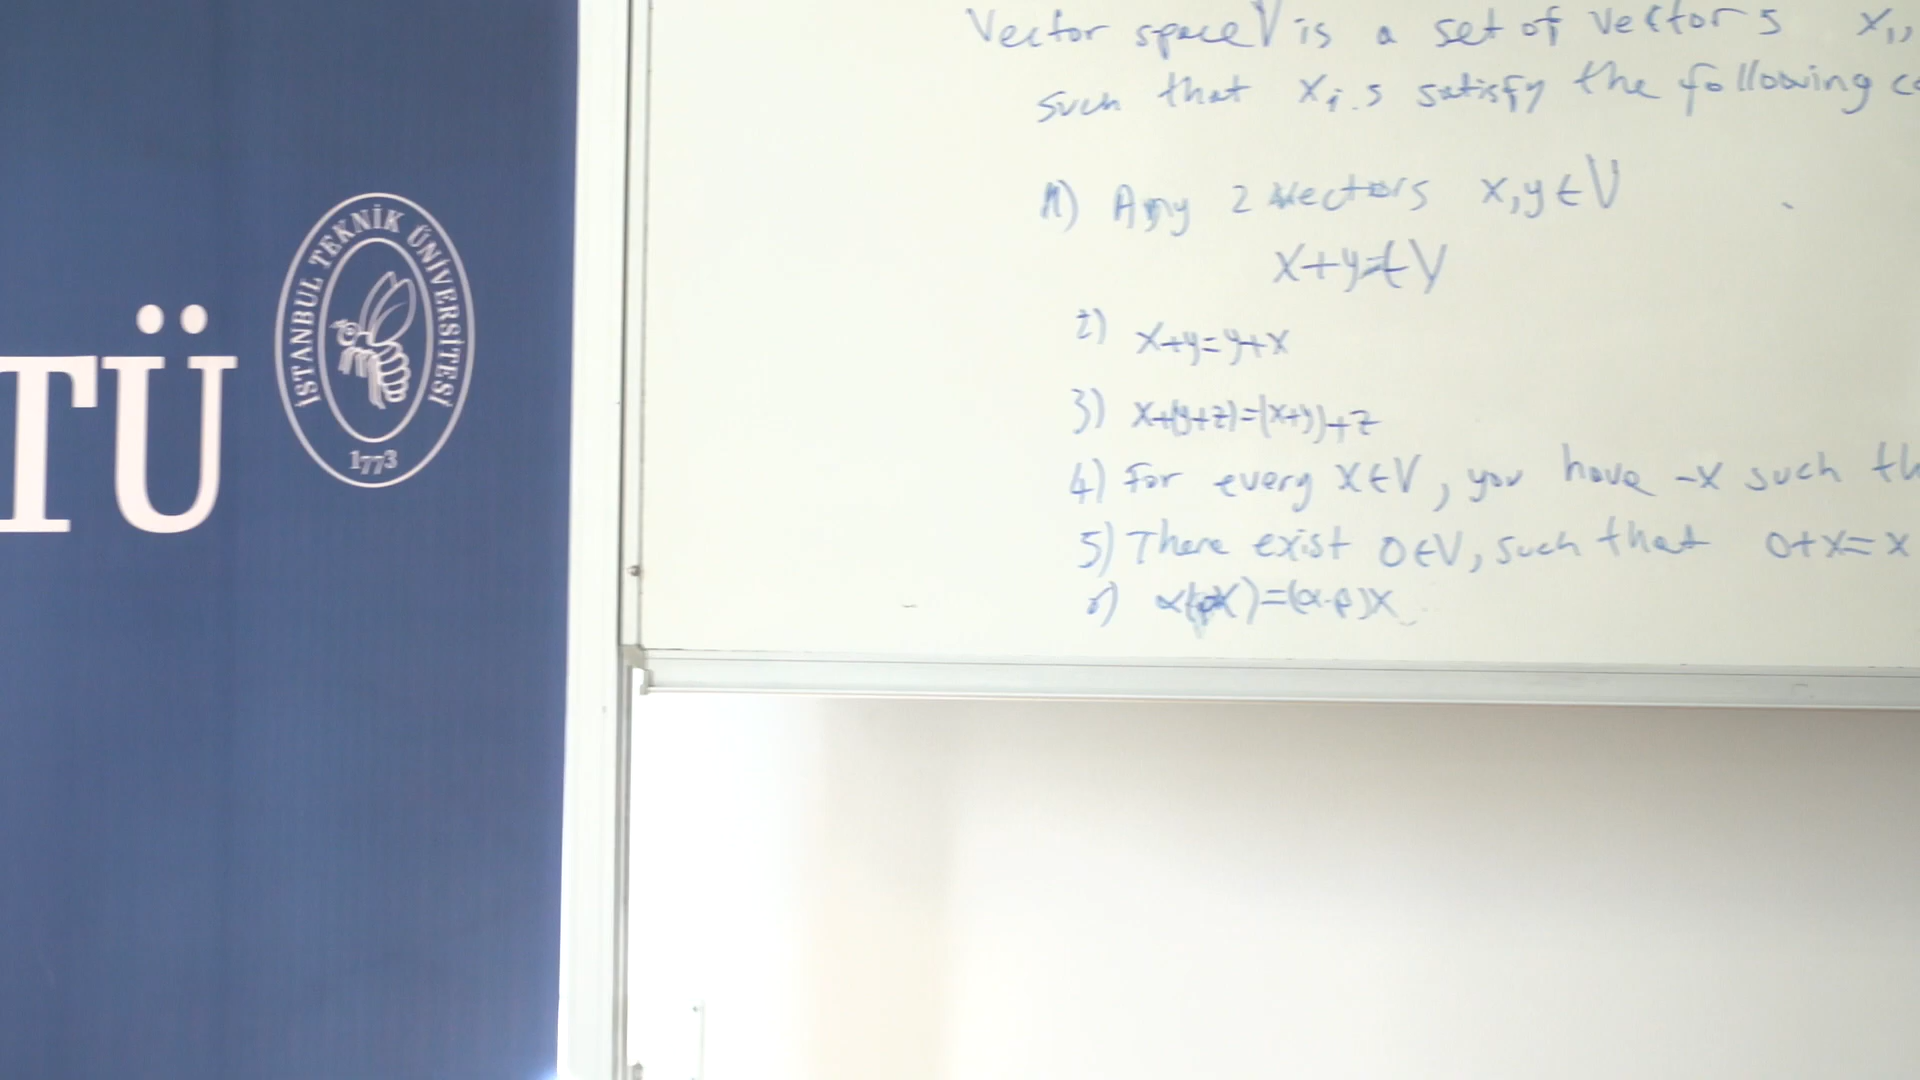 TÜ
İSTANBUL TEKNİK ÜNİVERSİTESİ
1773
Vector space V is a set of vectors x1,
such that xi.s satisfy the following
1) Any 2 vectors x,y∈V
x+y∈V
2) x+y=y+x
3) x+(y+z)=(x+y)+z
4) For every x∈V, you have -x such
5) There exist 0∈V, such that 0+x=x
α(βx)=(α.β)x